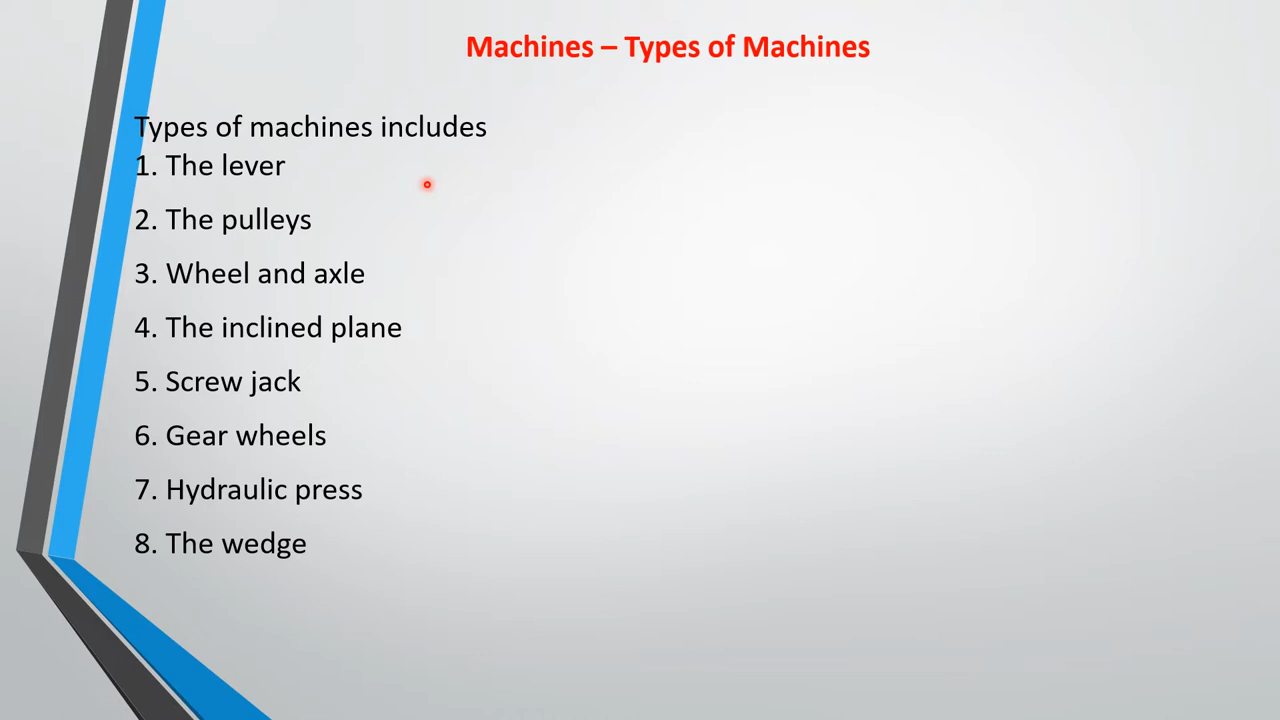 Machines – Types of Machines
Types of machines includes
1. The lever
2. The pulleys
3. Wheel and axle
4. The inclined plane
5. Screw jack
6. Gear wheels
7. Hydraulic press
8. The wedge